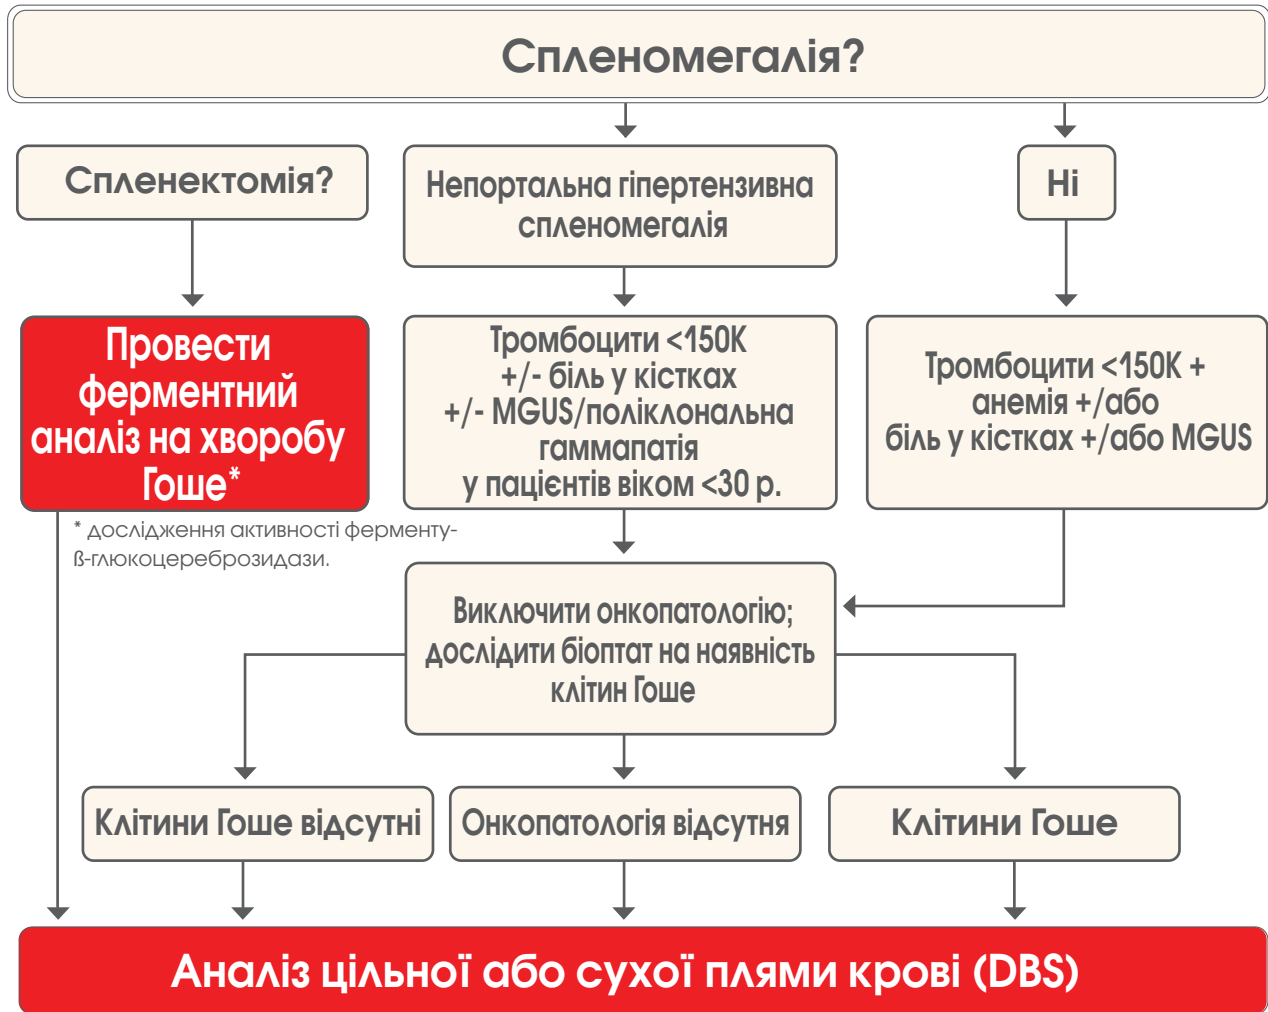 Спленомегалія?
Спленектомія?
Непортальна гіпертензивна
спленомегалія
Ні
Провести
ферментний
аналіз на хворобу
Гоше*
Тромбоцити <150К
+/- біль у кістках
+/- MGUS/поліклональна
гаммапатія
у пацієнтів віком <30 р.
Тромбоцити <150К +
анемія +/або
біль у кістках +/або MGUS
* дослідження активності ферменту-
ß-глюкоцереброзидази.
Виключити онкопатологію;
дослідити біоптат на наявність
клітин Гоше
Клітини Гоше відсутні
Онкопатологія відсутня
Клітини Гоше
Аналіз цільної або сухої плями крові (DBS)